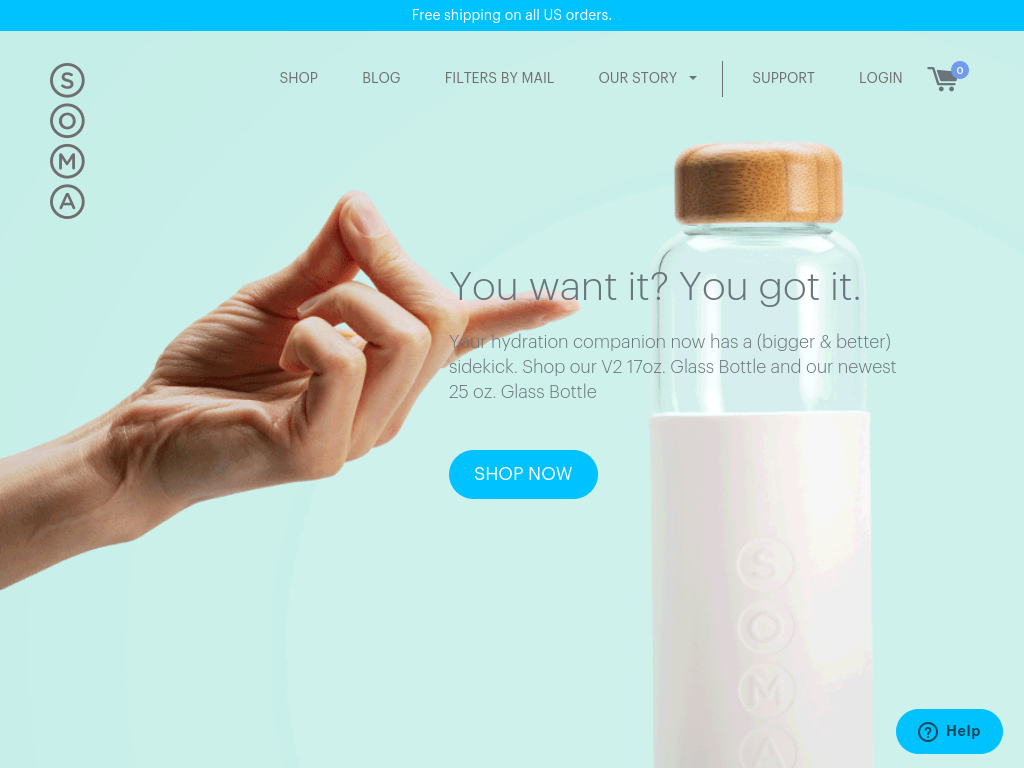 Free shipping on all US orders.
S
O
M
A
SHOP BLOG FILTERS BY MAIL OUR STORY SUPPORT LOGIN 0
You want it? You got it.
Your hydration companion now has a (bigger & better)
sidekick. Shop our V2 17oz. Glass Bottle and our newest
25 oz. Glass Bottle
SHOP NOW
S
O
M
A
? Help